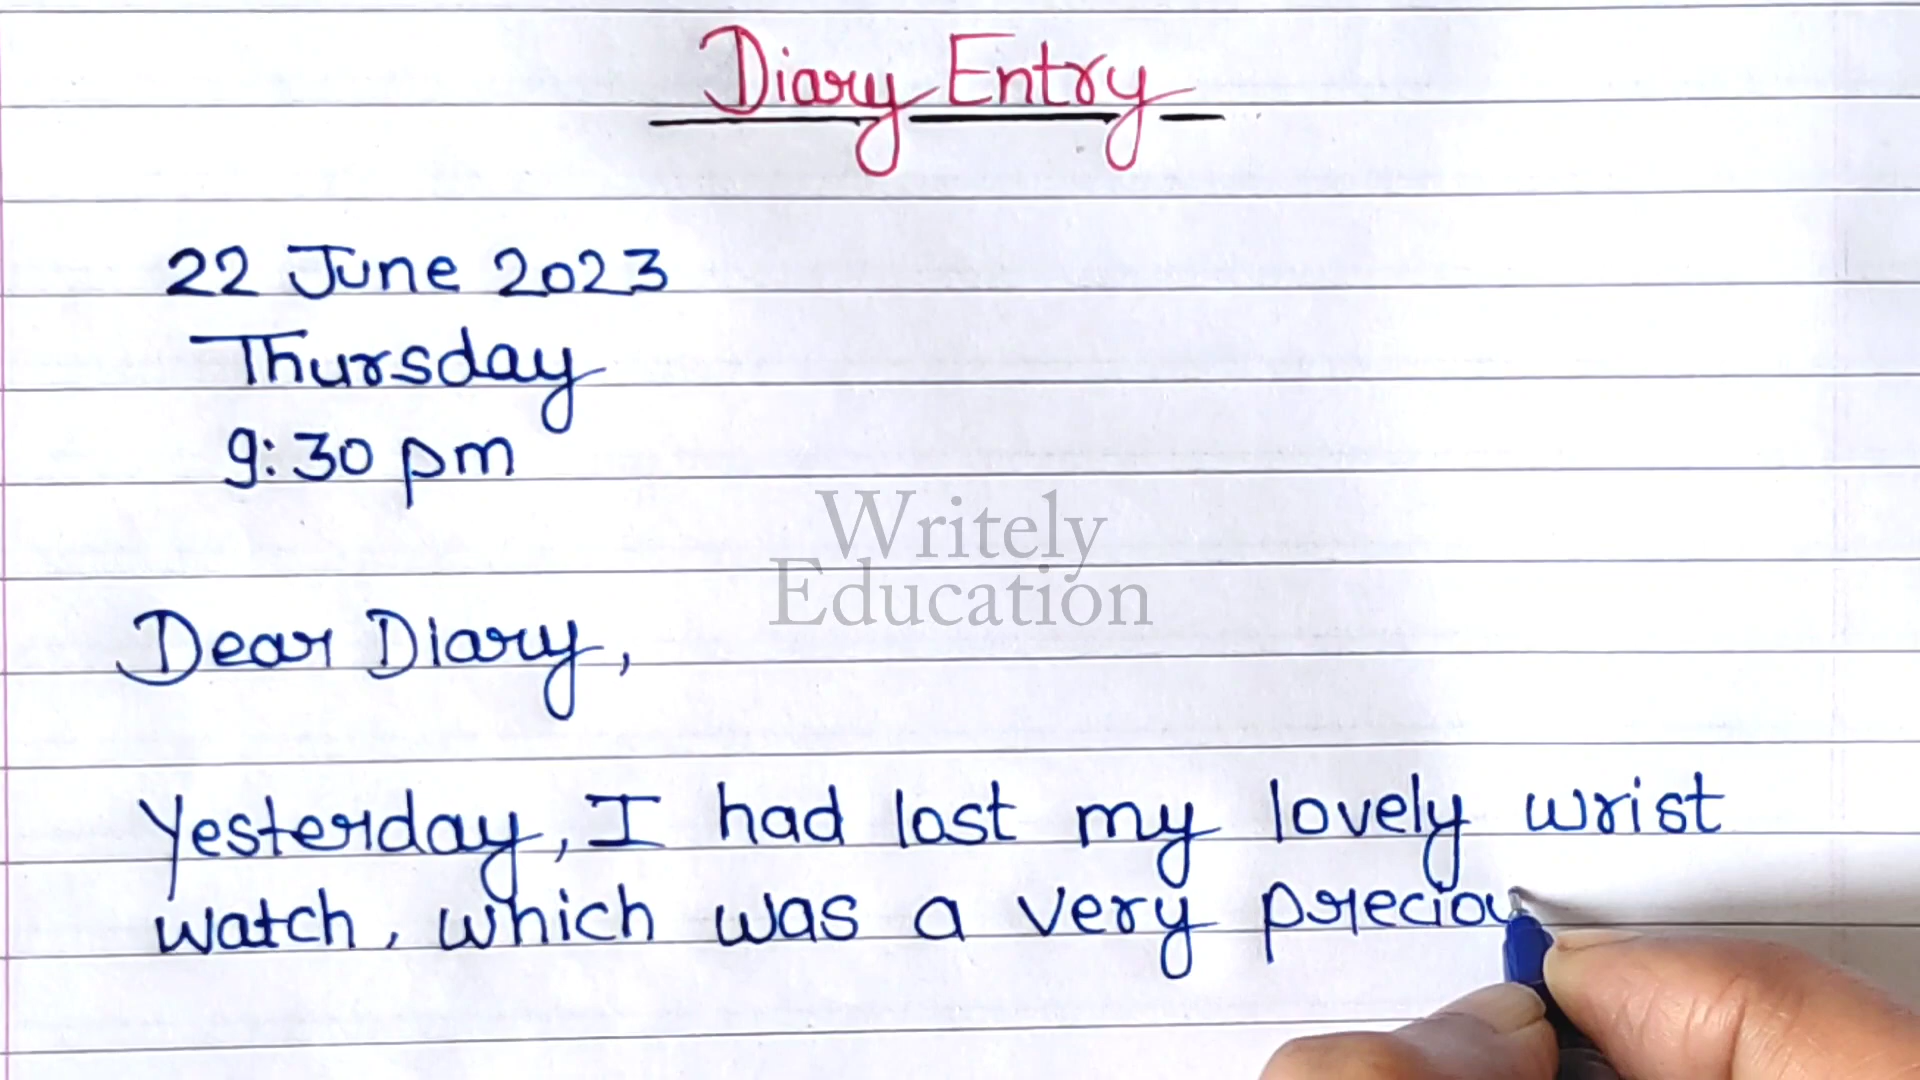 Diary Entry
22 June 2023
Thursday
9:30 pm
Writely
Education
Dear Diary,
Yesterday, I had lost my lovely wrist
watch, which was a very preciou